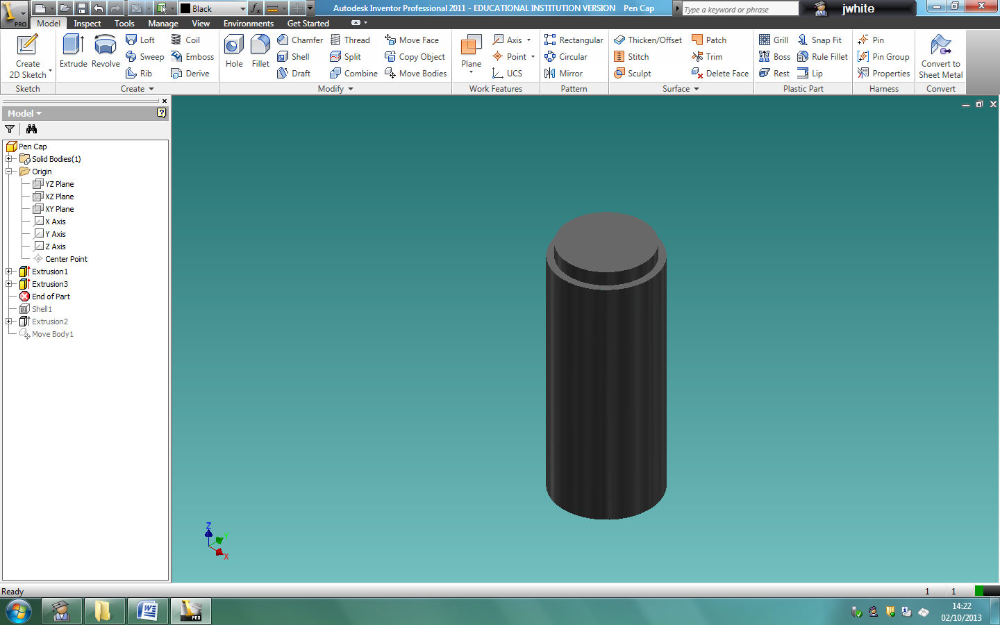 Black
Autodesk Inventor Professional 2011 - EDUCATIONAL INSTITUTION VERSION Pen Cap
Type a keyword or phrase
jwhite
PRO
Model Inspect Tools Manage View Environments Get Started
Create 2D Sketch
Extrude Revolve
Loft Coil
Sweep Emboss
Rib Derive
Hole Fillet
Chamfer Thread Move Face
Shell Split Copy Object
Draft Combine Move Bodies
Plane
Axis
Point
UCS
Rectangular
Circular
Mirror
Thicken/Offset Patch
Stitch Trim
Sculpt Delete Face
Grill Snap Fit
Boss Rule Fillet
Rest Lip
Pin
Pin Group
Properties
Convert to Sheet Metal
Sketch Create Modify Work Features Pattern Surface Plastic Part Harness Convert
Model
Pen Cap
Solid Bodies(1)
Origin
YZ Plane
XZ Plane
XY Plane
X Axis
Y Axis
Z Axis
Center Point
Extrusion1
Extrusion3
End of Part
Shell1
Extrusion2
Move Body1
Z
Y
X
Ready 1 1
PRO
14:22
02/10/2013